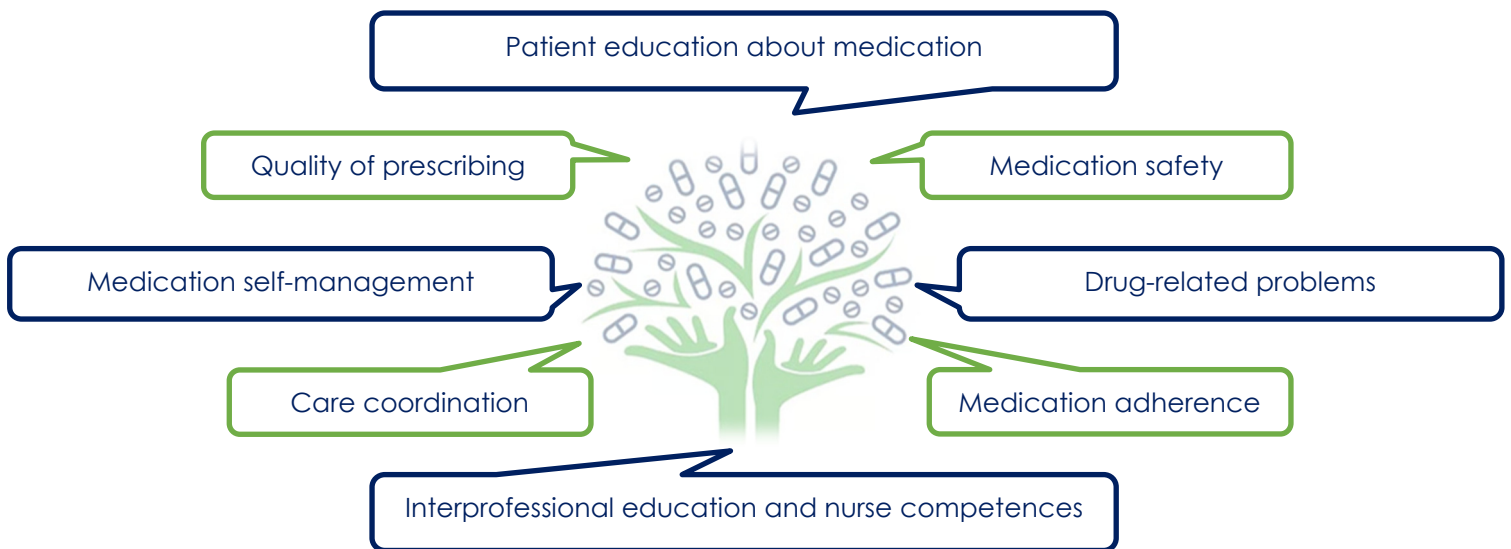 Patient education about medication
Quality of prescribing
Medication safety
Medication self-management
Drug-related problems
Care coordination
Medication adherence
Interprofessional education and nurse competences